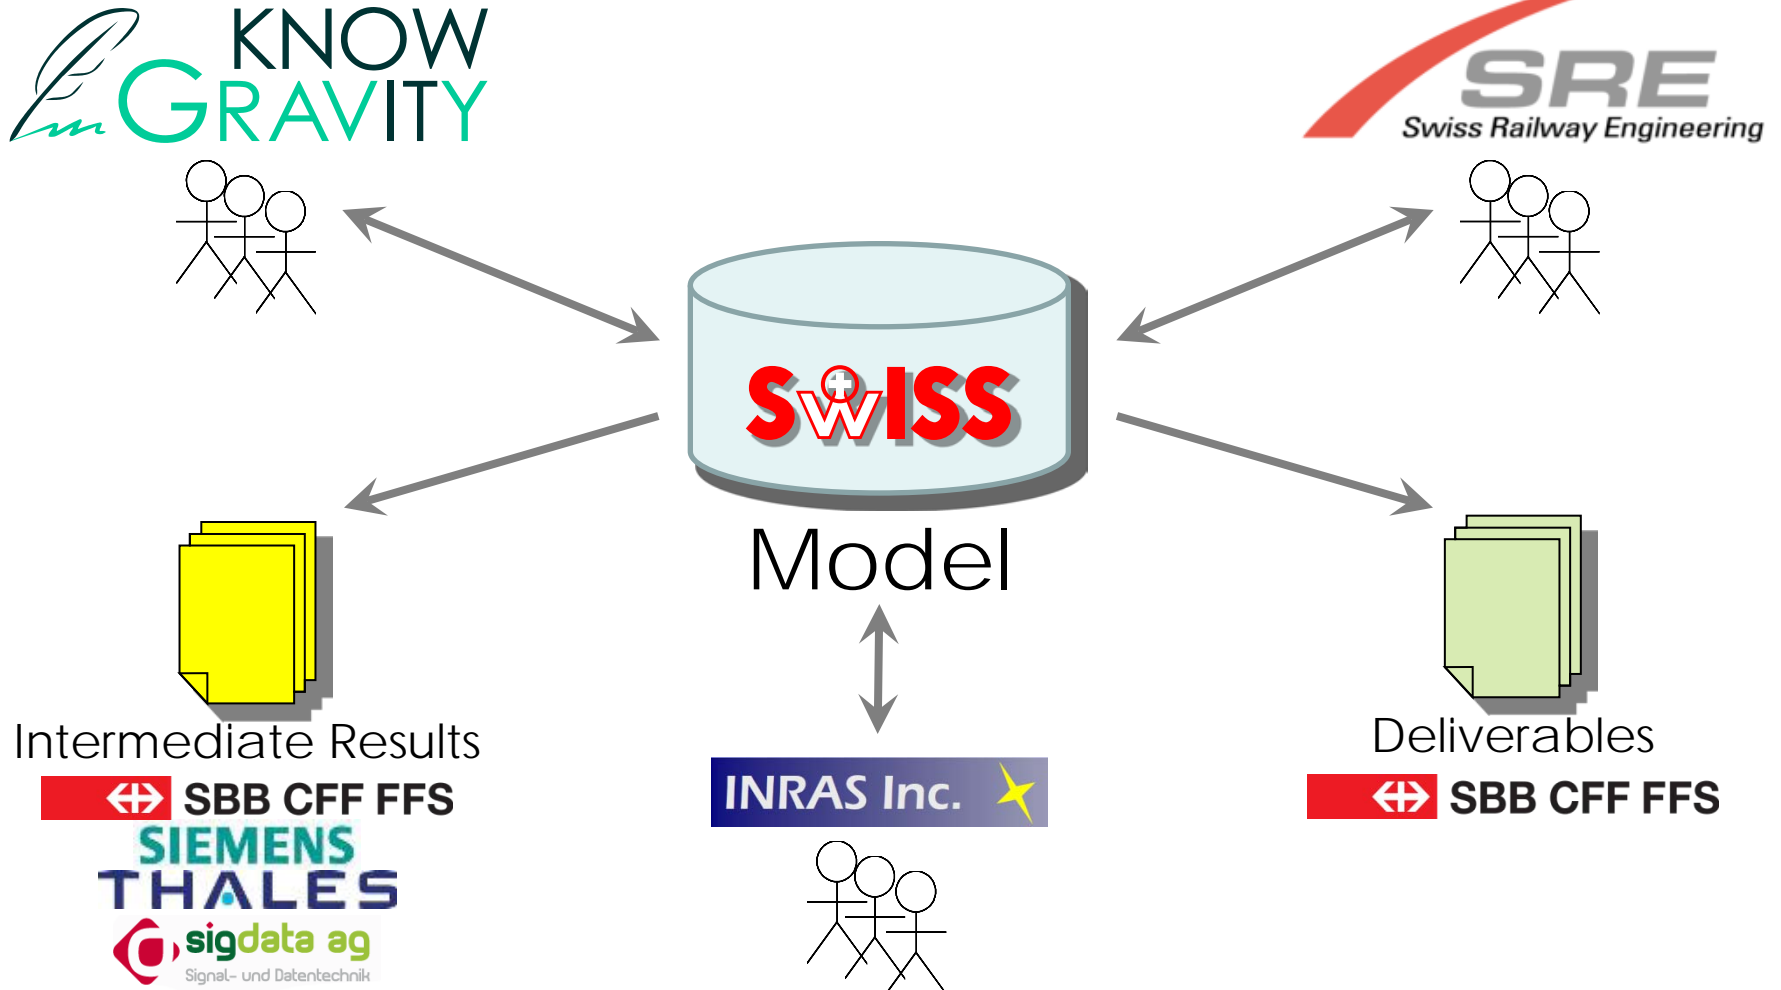 KNOW
GRAVITY
SRE
Swiss Railway Engineering
SWISS
Model
Intermediate Results
SBB CFF FFS
SIEMENS
THALES
sigdata ag
Signal- und Datentechnik
INRAS Inc.
Deliverables
SBB CFF FFS